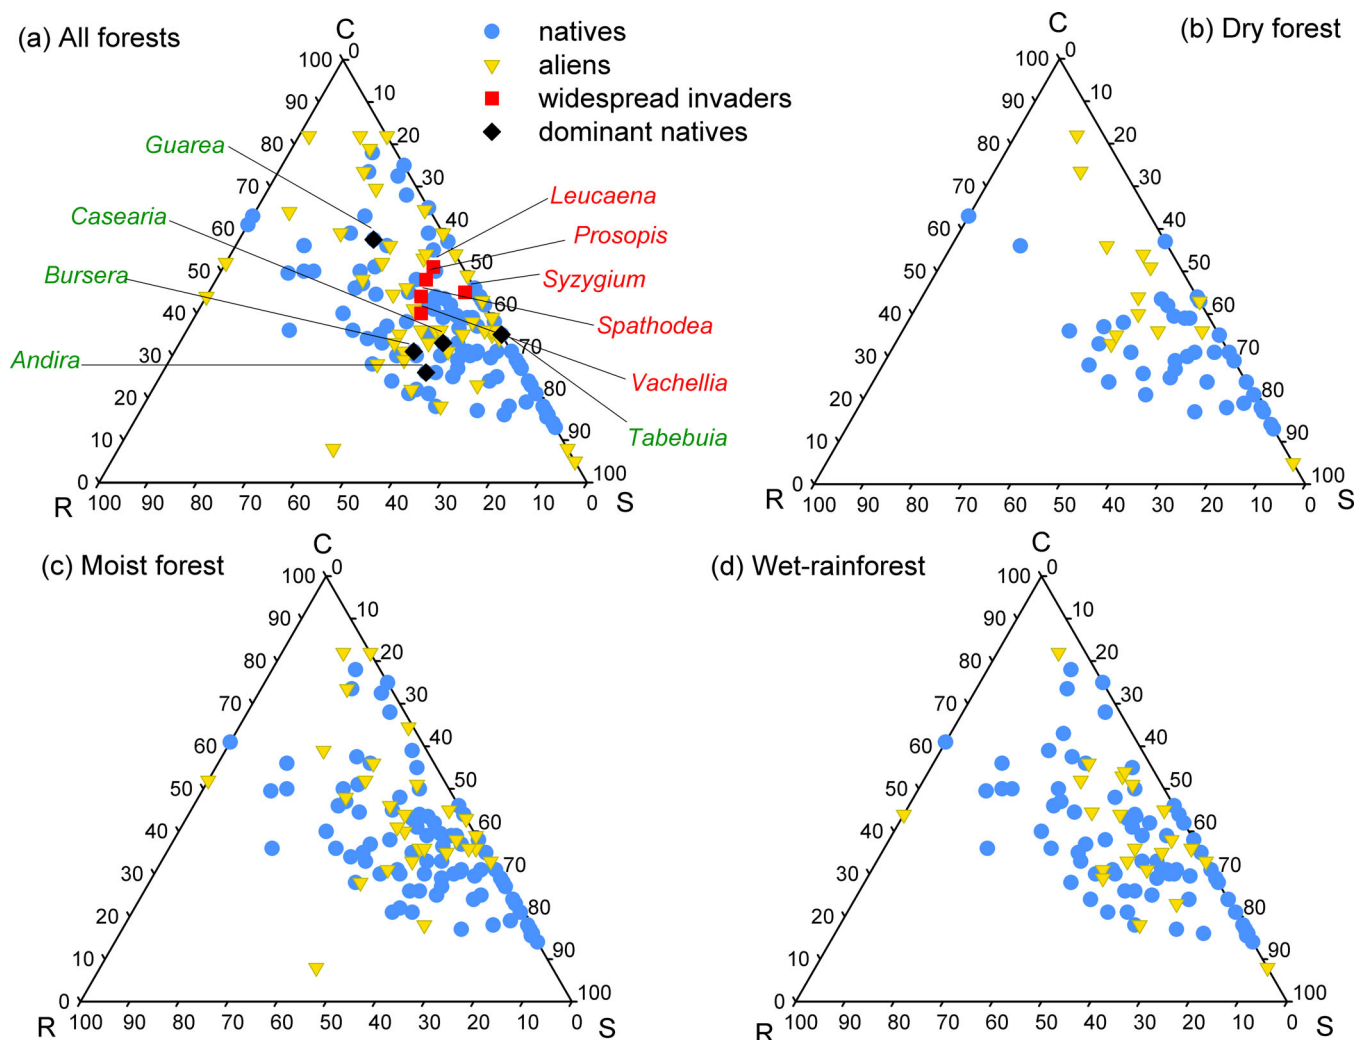 (a) All forests
C
natives
aliens
widespread invaders
dominant natives
(b) Dry forest
C
100
0
90
10
80
20
70
30
60
40
50
50
40
60
30
70
20
80
10
90
0
100
100 90 80 70 60 50 40 30 20 10 0
R
S
Guarea
Casearia
Bursera
Andira
Leucaena
Prosopis
Syzygium
Spathodea
Vachellia
Tabebuia
100
0
90
10
80
20
70
30
60
40
50
50
40
60
30
70
20
80
10
90
0
100
100 90 80 70 60 50 40 30 20 10 0
R
S
(c) Moist forest
C
100
0
90
10
80
20
70
30
60
40
50
50
40
60
30
70
20
80
10
90
0
100
R 100 90 80 70 60 50 40 30 20 10 0 S
(d) Wet-rainforest
C
100
0
90
10
80
20
70
30
60
40
50
50
40
60
30
70
20
80
10
90
0
100
R 100 90 80 70 60 50 40 30 20 10 0 S